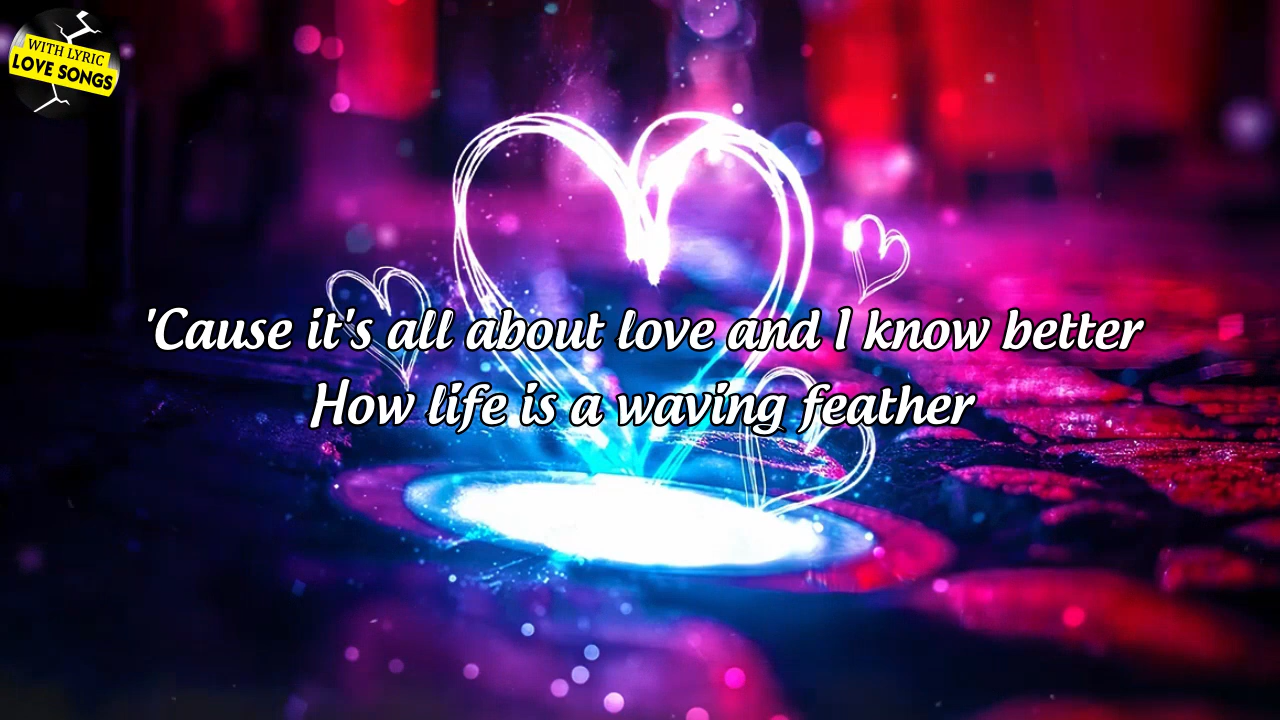 WITH LYRIC
LOVE SONGS
'Cause it's all about love and I know better
How life is a waving feather